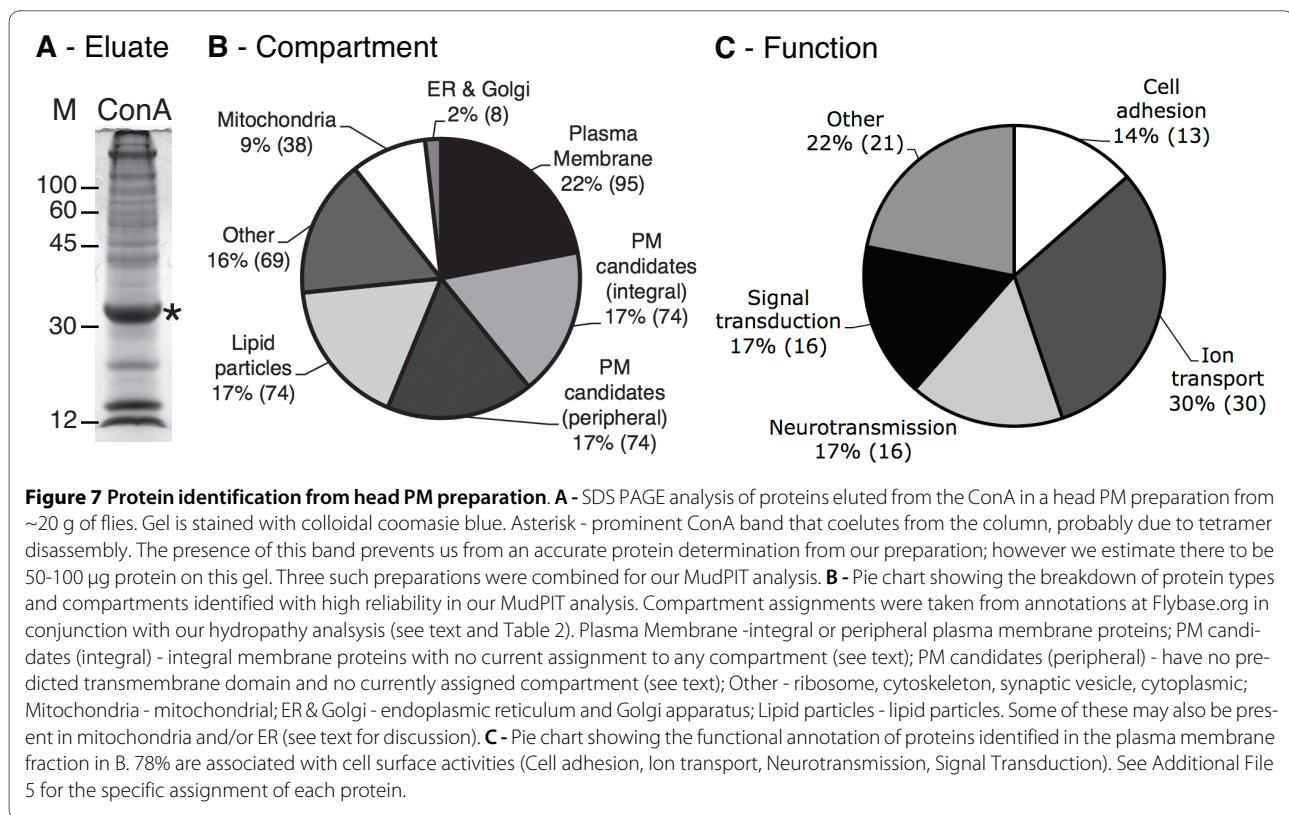 A - Eluate
M ConA
100
60
45
30
12
*
B - Compartment
ER & Golgi
2% (8)
Mitochondria
9% (38)
Plasma
Membrane
22% (95)
Other
16% (69)
PM
candidates
(integral)
17% (74)
Lipid
particles
17% (74)
PM
candidates
(peripheral)
17% (74)
C - Function
Cell
adhesion
14% (13)
Other
22% (21)
Signal
transduction
17% (16)
Ion
transport
30% (30)
Neurotransmission
17% (16)
Figure 7 Protein identification from head PM preparation. A - SDS PAGE analysis of proteins eluted from the ConA in a head PM preparation from
~20 g of flies. Gel is stained with colloidal coomasie blue. Asterisk - prominent ConA band that coelutes from the column, probably due to tetramer
disassembly. The presence of this band prevents us from an accurate protein determination from our preparation; however we estimate there to be
50-100 μg protein on this gel. Three such preparations were combined for our MudPIT analysis. B - Pie chart showing the breakdown of protein types
and compartments identified with high reliability in our MudPIT analysis. Compartment assignments were taken from annotations at Flybase.org in
conjunction with our hydropathy analsysis (see text and Table 2). Plasma Membrane -integral or peripheral plasma membrane proteins; PM candi-
dates (integral) - integral membrane proteins with no current assignment to any compartment (see text); PM candidates (peripheral) - have no pre-
dicted transmembrane domain and no currently assigned compartment (see text); Other - ribosome, cytoskeleton, synaptic vesicle, cytoplasmic;
Mitochondria - mitochondrial; ER & Golgi - endoplasmic reticulum and Golgi apparatus; Lipid particles - lipid particles. Some of these may also be pres-
ent in mitochondria and/or ER (see text for discussion). C - Pie chart showing the functional annotation of proteins identified in the plasma membrane
fraction in B. 78% are associated with cell surface activities (Cell adhesion, Ion transport, Neurotransmission, Signal Transduction). See Additional File
5 for the specific assignment of each protein.